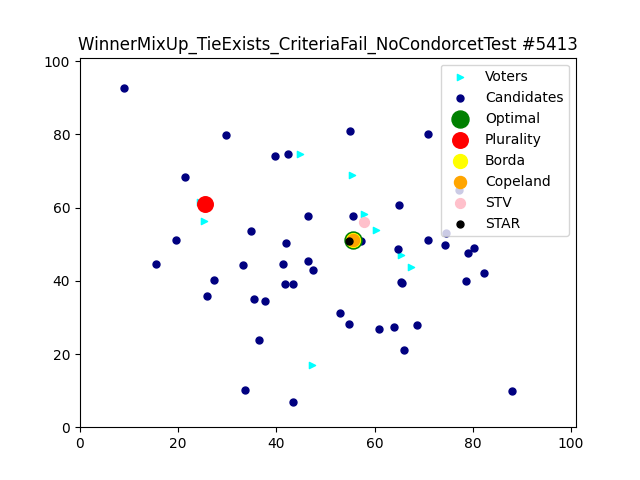 WinnerMixUp_TieExists_CriteriaFail_NoCondorcetTest #5413
100
80
60
40
20
0
0 20 40 60 80 100
Voters
Candidates
Optimal
Plurality
Borda
Copeland
STV
STAR